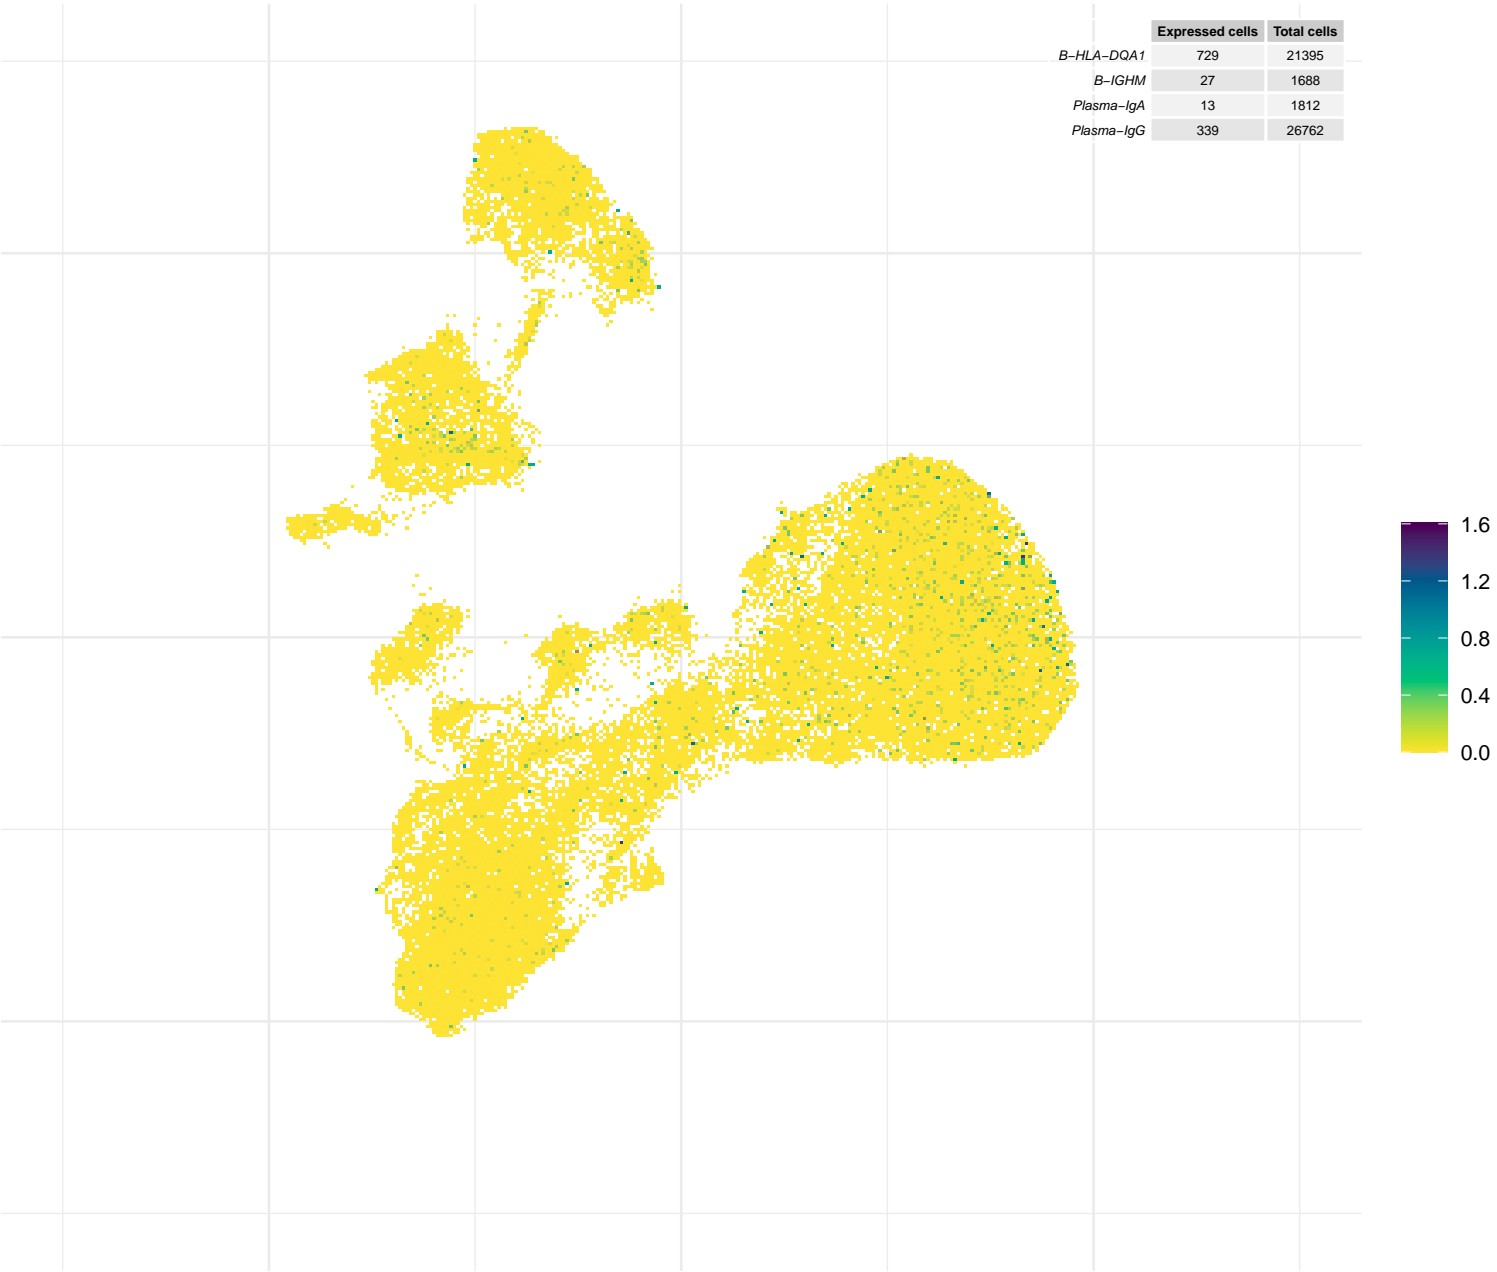 Expressed cells Total cells
B−HLA−DQA1 729 21395
B−IGHM 27 1688
Plasma−IgA 13 1812
Plasma−IgG 339 26762
1.6
1.2
0.8
0.4
0.0